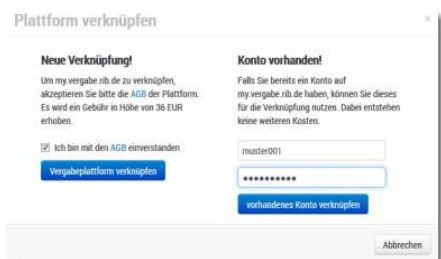 Plattform verknüpfen
×
Neue Verknüpfung!
Um my.vergabe.rib.de zu verknüpfen,
akzeptieren Sie bitte die AGB der Plattform.
Es wird ein Gebühr in Höhe von 36 EUR
erhoben.
Ich bin mit den AGB einverstanden
Vergabeplattform verknüpfen
Konto vorhanden!
Falls Sie bereits ein Konto auf
my.vergabe.rib.de haben, können Sie dieses
für die Verknüpfung nutzen. Dabei entstehen
keine weiteren Kosten.
muster001
••••••••••
vorhandenes Konto verknüpfen
Abbrechen